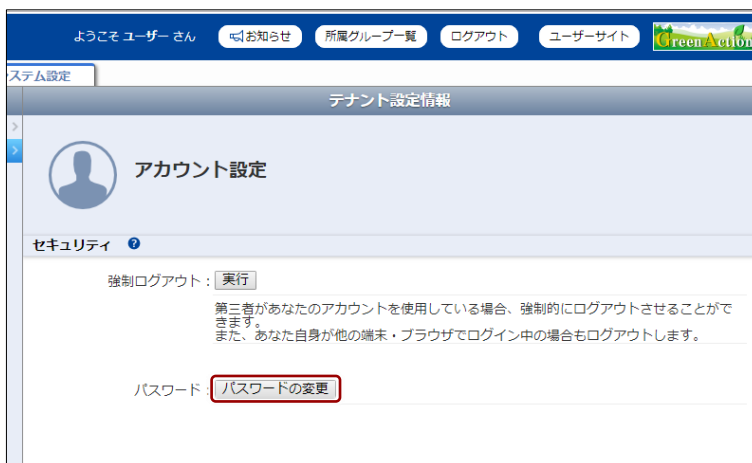 ようこそ ユーザー さん お知らせ 所属グループ一覧 ログアウト ユーザーサイト Green Action
ステム設定
テナント設定情報
アカウント設定
セキュリティ ?
強制ログアウト : 実行
第三者があなたのアカウントを使用している場合、強制的にログアウトさせることがで
きます。
また、あなた自身が他の端末・ブラウザでログイン中の場合もログアウトします。
パスワード : パスワードの変更